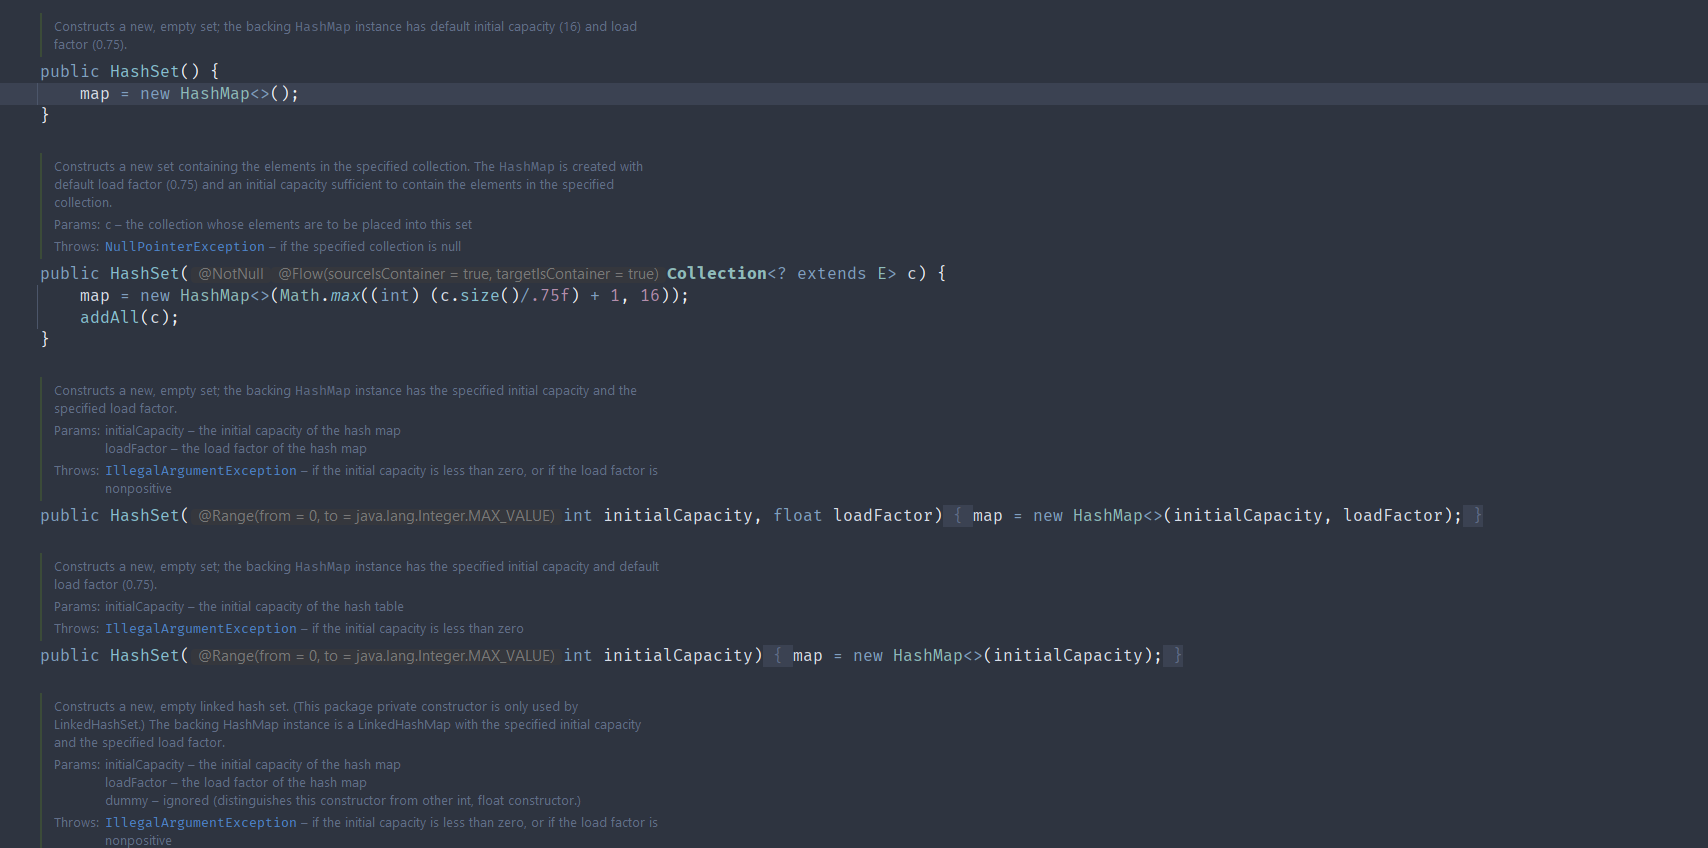 Constructs a new, empty set; the backing HashMap instance has default initial capacity (16) and load
factor (0.75).
public HashSet() {
map = new HashMap<>();
}
Constructs a new set containing the elements in the specified collection. The HashMap is created with
default load factor (0.75) and an initial capacity sufficient to contain the elements in the specified
collection.
Params: c – the collection whose elements are to be placed into this set
Throws: NullPointerException – if the specified collection is null
public HashSet( @NotNull @Flow(sourceIsContainer = true, targetIsContainer = true) Collection<? extends E> c) {
map = new HashMap<>(Math.max((int) (c.size()/.75f) + 1, 16));
addAll(c);
}
Constructs a new, empty set; the backing HashMap instance has the specified initial capacity and the
specified load factor.
Params: initialCapacity – the initial capacity of the hash map
loadFactor – the load factor of the hash map
Throws: IllegalArgumentException – if the initial capacity is less than zero, or if the load factor is
nonpositive
public HashSet( @Range(from = 0, to = java.lang.Integer.MAX_VALUE) int initialCapacity, float loadFactor) { map = new HashMap<>(initialCapacity, loadFactor); }
Constructs a new, empty set; the backing HashMap instance has the specified initial capacity and default
load factor (0.75).
Params: initialCapacity – the initial capacity of the hash table
Throws: IllegalArgumentException – if the initial capacity is less than zero
public HashSet( @Range(from = 0, to = java.lang.Integer.MAX_VALUE) int initialCapacity) { map = new HashMap<>(initialCapacity); }
Constructs a new, empty linked hash set. (This package private constructor is only used by
LinkedHashSet.) The backing HashMap instance is a LinkedHashMap with the specified initial capacity
and the specified load factor.
Params: initialCapacity – the initial capacity of the hash map
loadFactor – the load factor of the hash map
dummy – ignored (distinguishes this constructor from other int, float constructor.)
Throws: IllegalArgumentException – if the initial capacity is less than zero, or if the load factor is
nonpositive